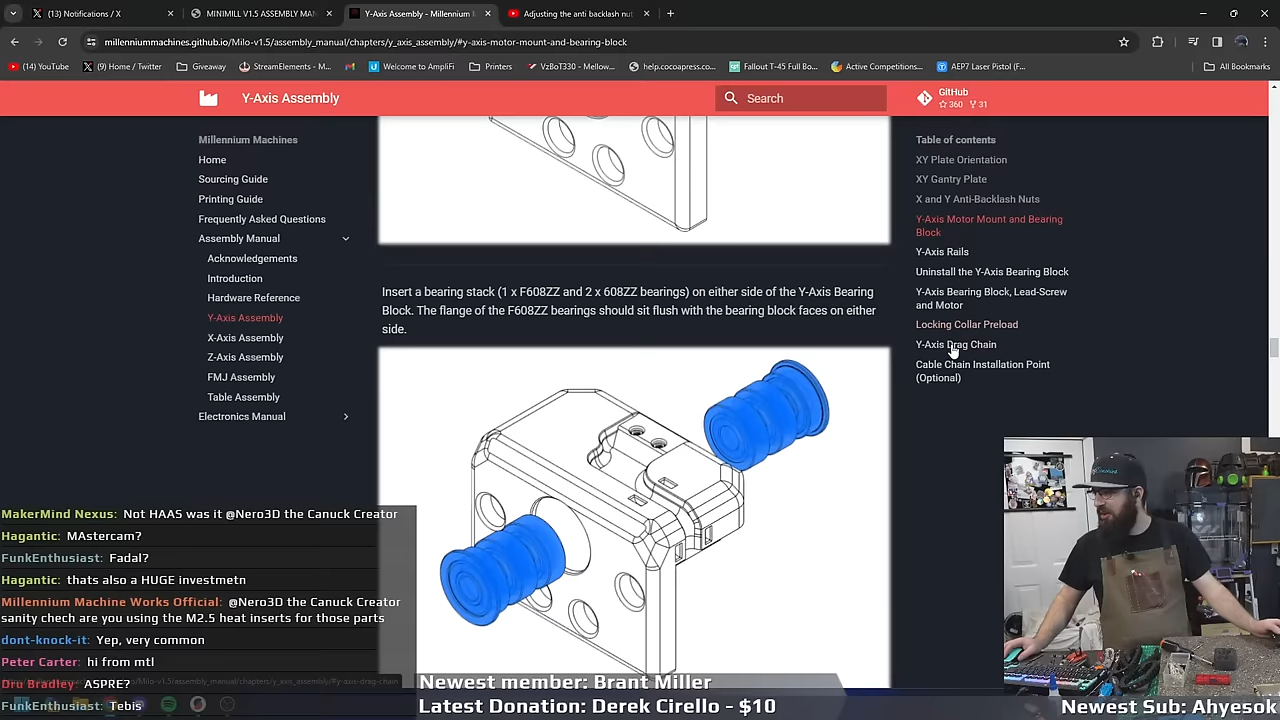 (13) Notifications / X
MINIMILL V1.5 ASSEMBLY MAN
Y-Axis Assembly - Millennium
Adjusting the anti backlash nut
millenniummachines.github.io/Milo-v1.5/assembly_manual/chapters/y_axis_assembly/#y-axis-motor-mount-and-bearing-block
(14) YouTube
(9) Home / Twitter
Giveaway
StreamElements - M...
Welcome to AmpliFi
Printers
VzBoT330 - Mellow...
help.cocoapress.co...
Fallout T-45 Full Bo...
Active Competitions...
AEP7 Laser Pistol (F...
All Bookmarks
Y-Axis Assembly
Search
GitHub
360 31
Millennium Machines
Home
Sourcing Guide
Printing Guide
Frequently Asked Questions
Assembly Manual
Acknowledgements
Introduction
Hardware Reference
Y-Axis Assembly
X-Axis Assembly
Z-Axis Assembly
FMJ Assembly
Table Assembly
Electronics Manual
Insert a bearing stack (1 x F608ZZ and 2 x 608ZZ bearings) on either side of the Y-Axis Bearing
Block. The flange of the F608ZZ bearings should sit flush with the bearing block faces on either
side.
Table of contents
XY Plate Orientation
XY Gantry Plate
X and Y Anti-Backlash Nuts
Y-Axis Motor Mount and Bearing
Block
Y-Axis Rails
Uninstall the Y-Axis Bearing Block
Y-Axis Bearing Block, Lead-Screw
and Motor
Locking Collar Preload
Y-Axis Drag Chain
Cable Chain Installation Point
(Optional)
MakerMind Nexus: Not HAAS was it @Nero3D the Canuck Creator
Hagantic: MAstercam?
FunkEnthusiast: Fadal?
Hagantic: thats also a HUGE investmetn
Millennium Machine Works Official: @Nero3D the Canuck Creator
sanity chech are you using the M2.5 heat inserts for those parts
dont-knock-it: Yep, very common
Peter Carter: hi from mtl
Dru Bradley: ASPRE?
FunkEnthusiast: Tebis
Newest member: Brant Miller
Latest Donation: Derek Cirello - $10
Newest Sub: Ahyesok